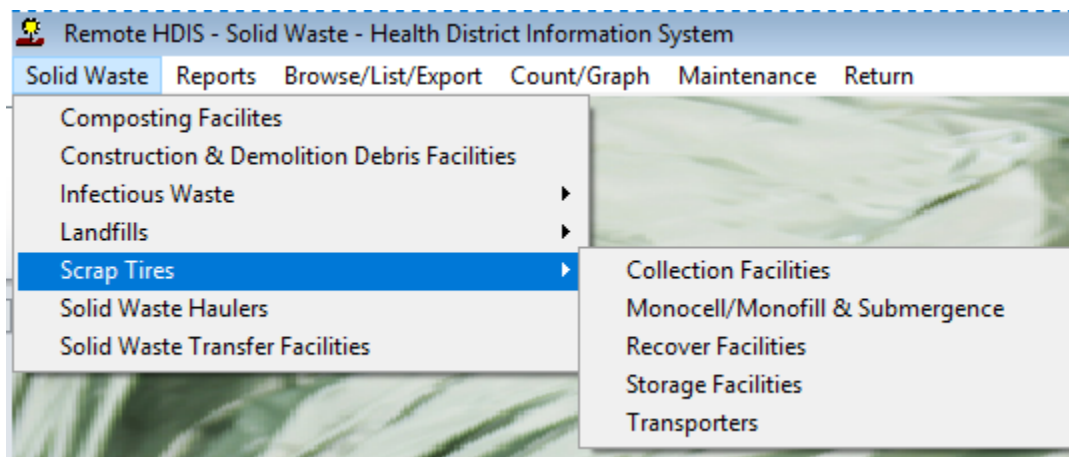 Remote HDIS - Solid Waste - Health District Information System
Solid Waste Reports Browse/List/Export Count/Graph Maintenance Return
Composting Facilites
Construction & Demolition Debris Facilities
Infectious Waste
Landfills
Scrap Tires
Solid Waste Haulers
Solid Waste Transfer Facilities
Collection Facilities
Monocell/Monofill & Submergence
Recover Facilities
Storage Facilities
Transporters